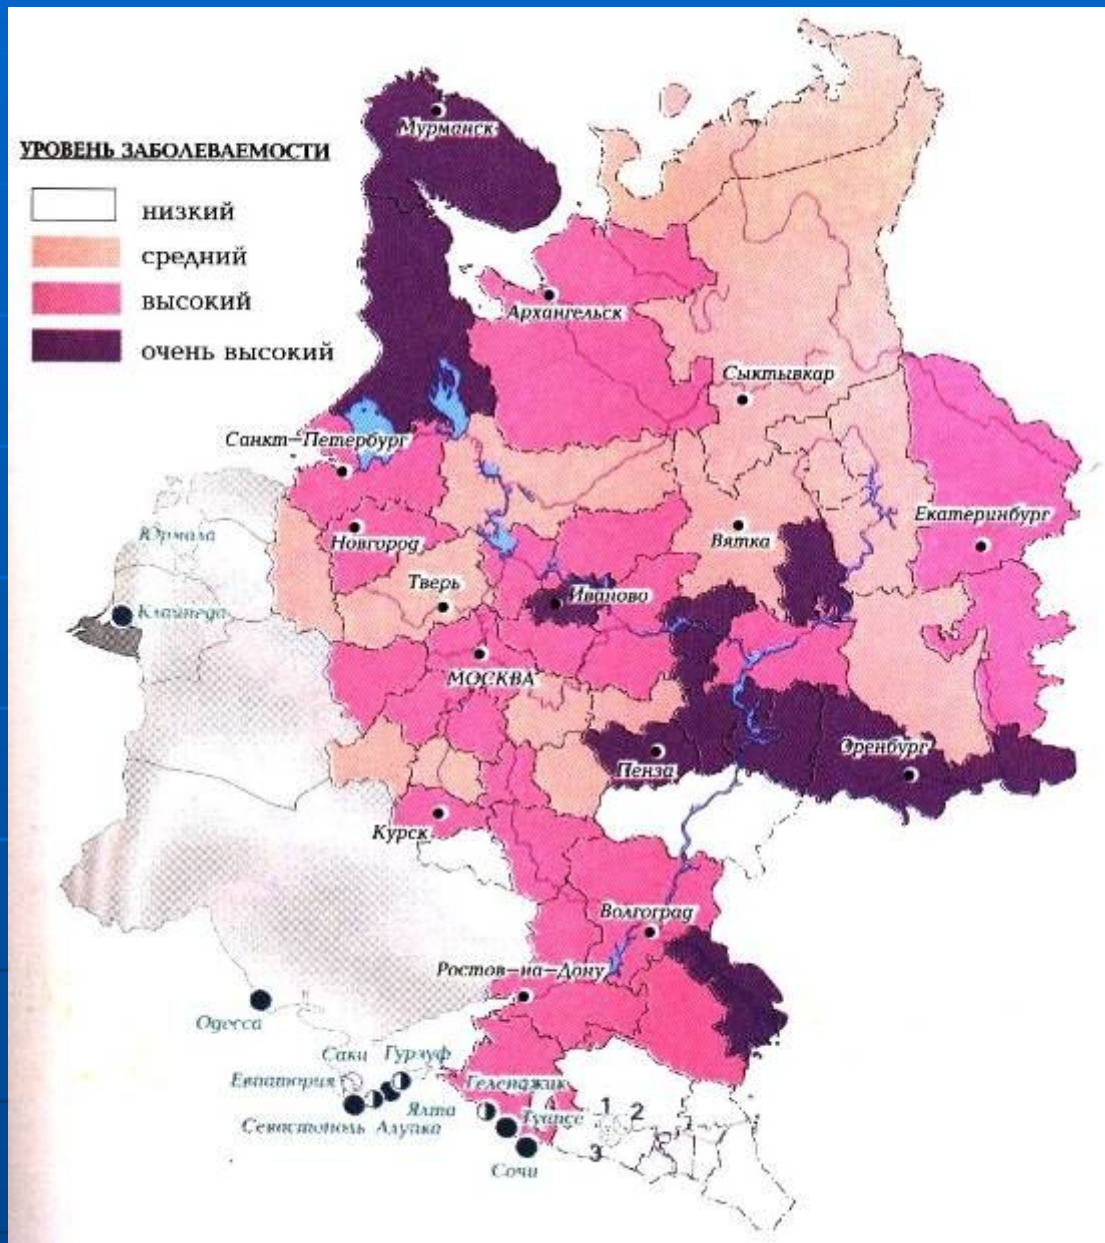 УРОВЕНЬ ЗАБОЛЕВАЕМОСТИ
низкий
средний
высокий
очень высокий
Мурманск
Архангельск
Сыктывкар
Санкт-Петербург
Екатеринбург
Новгород
Вятка
Юрмала
Тверь
Иваново
Клайпеда
МОСКВА
Пенза
Оренбург
Курск
Волгоград
Ростов-на-Дону
Одесса
Саки
Гурзуф
Евпатория
Геленджик
Ялта
Севастополь
Алупка
Туапсе
1
2
3
Сочи